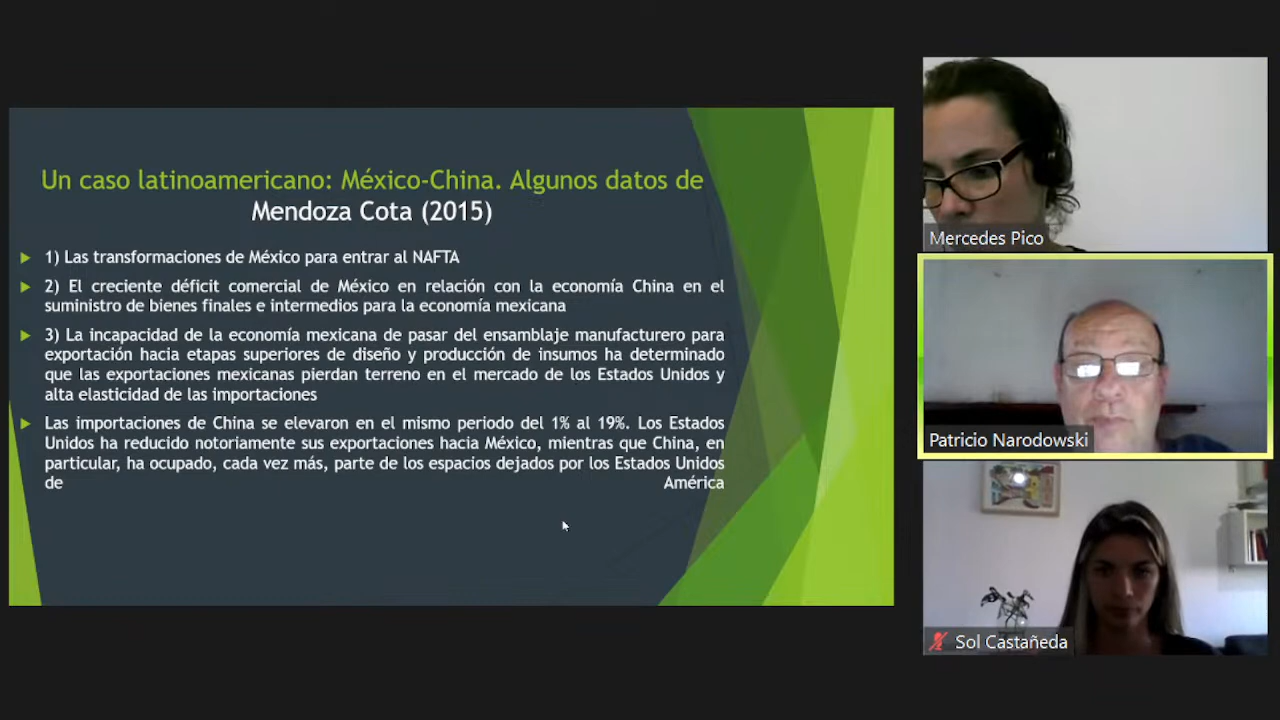 Un caso latinoamericano: México-China. Algunos datos de
Mendoza Cota (2015)
1) Las transformaciones de México para entrar al NAFTA
2) El creciente déficit comercial de México en relación con la economía China en el
suministro de bienes finales e intermedios para la economía mexicana
3) La incapacidad de la economía mexicana de pasar del ensamblaje manufacturero para
exportación hacia etapas superiores de diseño y producción de insumos ha determinado
que las exportaciones mexicanas pierdan terreno en el mercado de los Estados Unidos y
alta elasticidad de las importaciones
Las importaciones de China se elevaron en el mismo periodo del 1% al 19%. Los Estados
Unidos ha reducido notoriamente sus exportaciones hacia México, mientras que China, en
particular, ha ocupado, cada vez más, parte de los espacios dejados por los Estados Unidos
de América
Mercedes Pico
Patricio Narodowski
Sol Castañeda